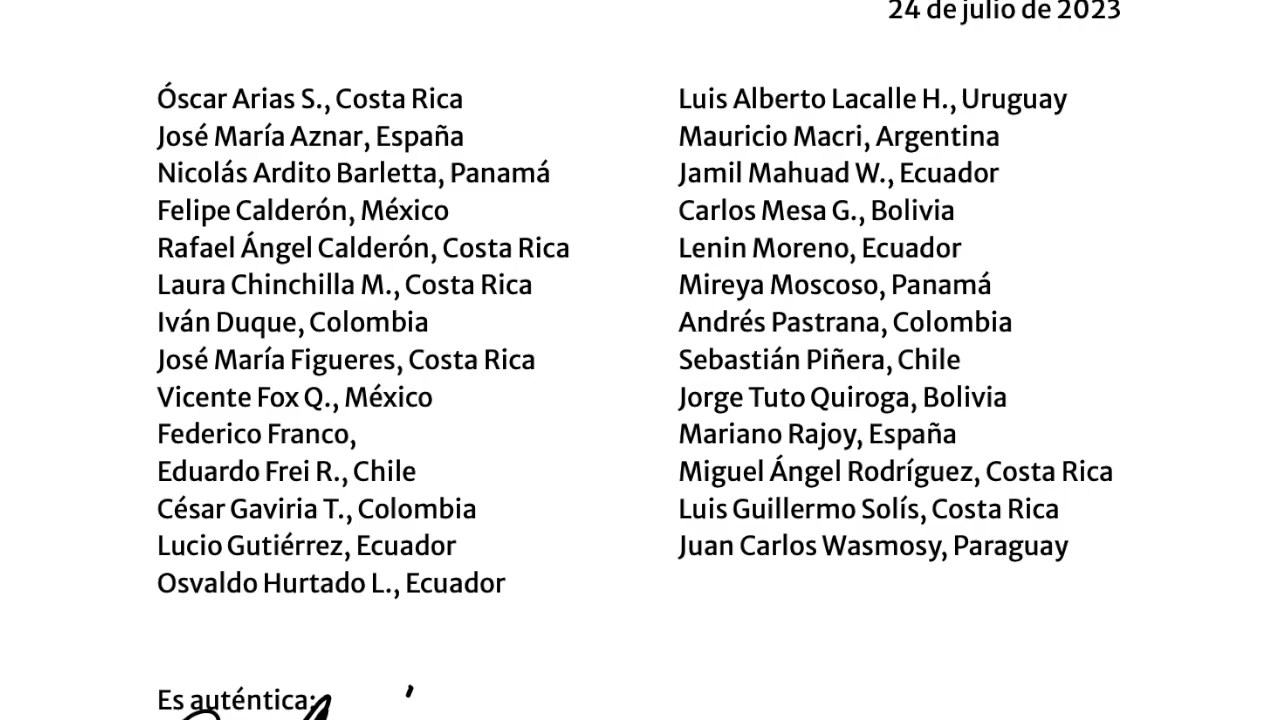 24 de julio de 2023
Óscar Arias S., Costa Rica
José María Aznar, España
Nicolás Ardito Barletta, Panamá
Felipe Calderón, México
Rafael Ángel Calderón, Costa Rica
Laura Chinchilla M., Costa Rica
Iván Duque, Colombia
José María Figueres, Costa Rica
Vicente Fox Q., México
Federico Franco,
Eduardo Frei R., Chile
César Gaviria T., Colombia
Lucio Gutiérrez, Ecuador
Osvaldo Hurtado L., Ecuador
Luis Alberto Lacalle H., Uruguay
Mauricio Macri, Argentina
Jamil Mahuad W., Ecuador
Carlos Mesa G., Bolivia
Lenin Moreno, Ecuador
Mireya Moscoso, Panamá
Andrés Pastrana, Colombia
Sebastián Piñera, Chile
Jorge Tuto Quiroga, Bolivia
Mariano Rajoy, España
Miguel Ángel Rodríguez, Costa Rica
Luis Guillermo Solís, Costa Rica
Juan Carlos Wasmosy, Paraguay
Es auténtica: